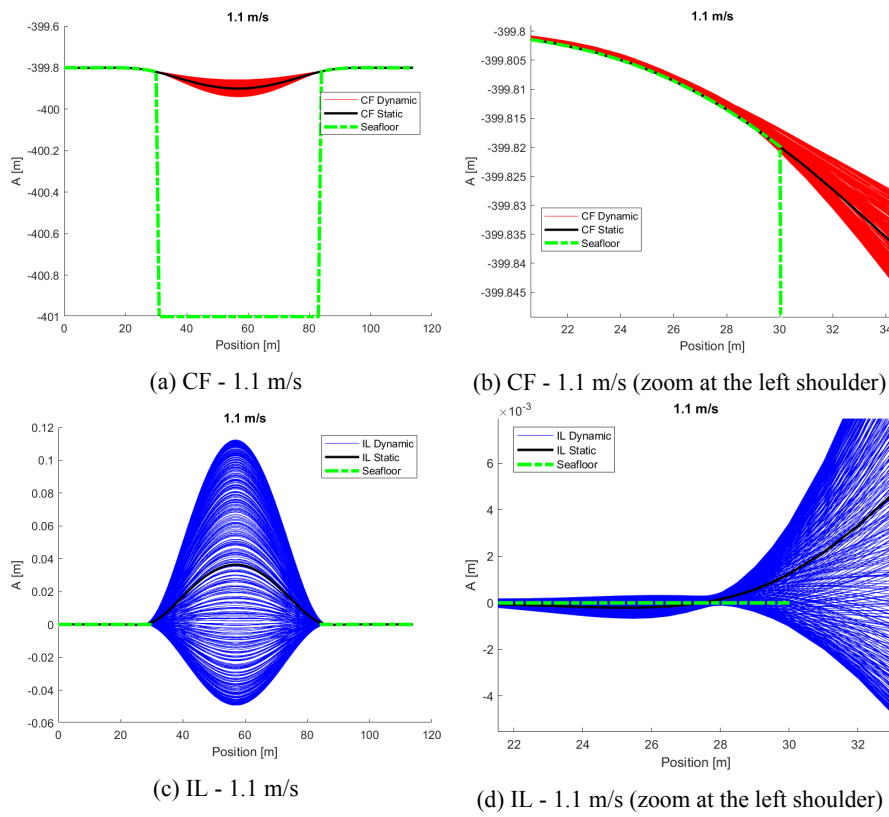 1.1 m/s
-399.6
-399.8
-400
-400.2
-400.4
-400.6
-400.8
-401
A [m]
0 20 40 60 80 100 120
Position [m]
CF Dynamic
CF Static
Seafloor
(a) CF - 1.1 m/s
1.1 m/s
-399.8
-399.805
-399.81
-399.815
-399.82
-399.825
-399.83
-399.835
-399.84
-399.845
A [m]
22 24 26 28 30 32 34
Position [m]
CF Dynamic
CF Static
Seafloor
(b) CF - 1.1 m/s (zoom at the left shoulder)
1.1 m/s
0.12
0.1
0.08
0.06
0.04
0.02
0
-0.02
-0.04
-0.06
A [m]
0 20 40 60 80 100 120
Position [m]
IL Dynamic
IL Static
Seafloor
(c) IL - 1.1 m/s
1.1 m/s
×10-3
6
4
2
0
-2
-4
A [m]
22 24 26 28 30 32
Position [m]
IL Dynamic
IL Static
Seafloor
(d) IL - 1.1 m/s (zoom at the left shoulder)